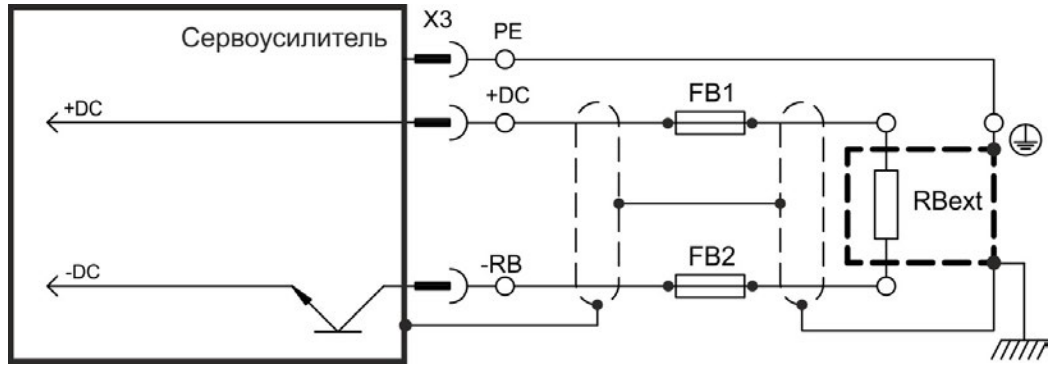 X3
PE
Сервоусилитель
+DC
+DC
FB1
RBext
-DC
-RB
FB2